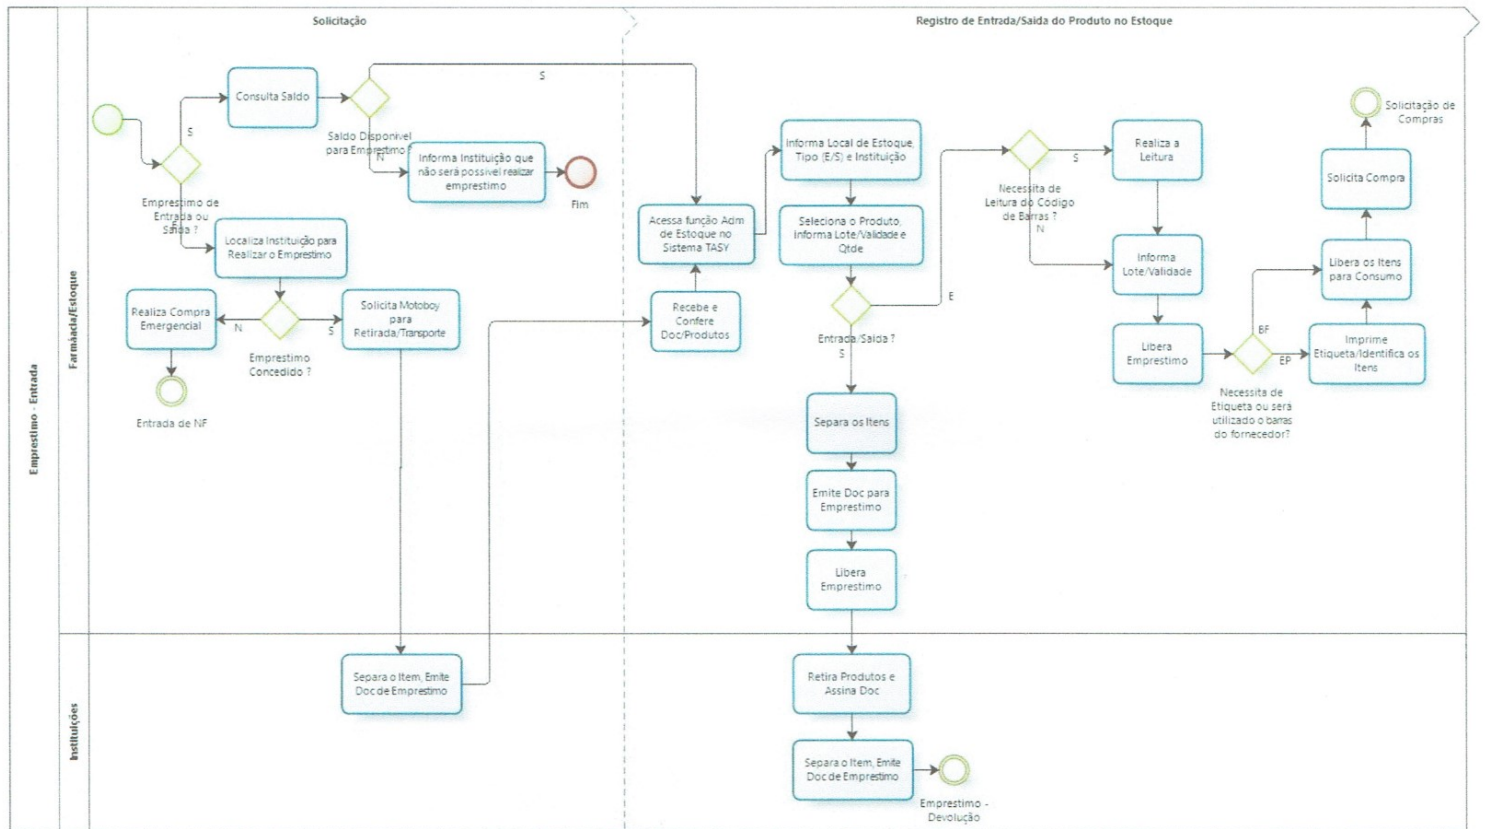 Solicitação
Registro de Entrada/Saida do Produto no Estoque
Emprestimo - Entrada
Farmáacia/Estoque
Instituições
S
Emprestimo de
Entrada ou
Saida ?
Consulta Saldo
Saldo Disponivel
para Emprestimo ?
S
N
Informa Instituição que
não será possivel realizar
emprestimo
Fim
Localiza Instituição para
Realizar o Emprestimo
Realiza Compra
Emergencial
N
S
Emprestimo
Concedido ?
Solicita Motoboy
para
Retirada/Transporte
Entrada de NF
Separa o Item, Emite
Doc de Emprestimo
Acessa função Adm
de Estoque no
Sistema TASY
Recebe e
Confere
Doc/Produtos
Informa Local de Estoque,
Tipo (E/S) e Instituição
Seleciona o Produto,
Informa Lote/Validade e
Qtde
Entrada/Saida ?
S
E
Separa os Itens
Emite Doc para
Emprestimo
Libera
Emprestimo
Retira Produtos e
Assina Doc
Separa o Item, Emite
Doc de Emprestimo
Emprestimo -
Devolução
Necessita de
Leitura do Codigo
de Barras ?
S
N
Realiza a
Leitura
Informa
Lote/Validade
Libera
Emprestimo
BF
EP
Necessita de
Etiqueta ou será
utilizado o barras
do fornecedor?
Imprime
Etiqueta/Identifica os
Itens
Libera os Itens
para Consumo
Solicita Compra
Solicitação de
Compras